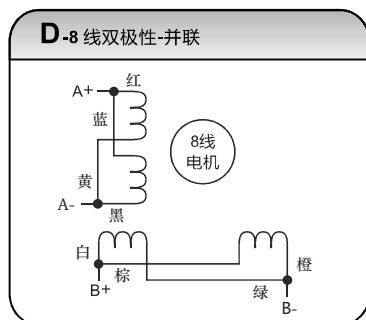 D-8 线双极性-并联
A+
红
蓝
8线
电机
黄
A-
黑
白
棕
橙
B+
绿
B-